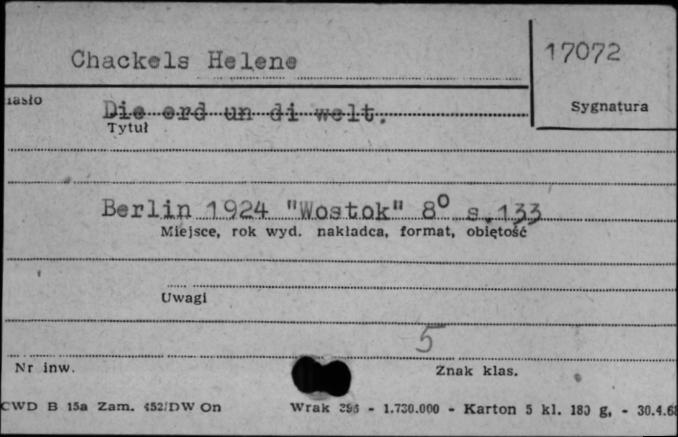 Chackels Helene
17072
Sygnatura
Die erd un di welt.
Tytuł
Berlin 1924 "Wostok" 8⁰ s.133
Miejsce, rok wyd. nakładca, format, objętość
Uwagi
5
Nr inw.
Znak klas.
CWD B 15a Zam. 452/DW On
Wrak - 1.730.000 - Karton 5 kl. 180 g. - 30.4.6